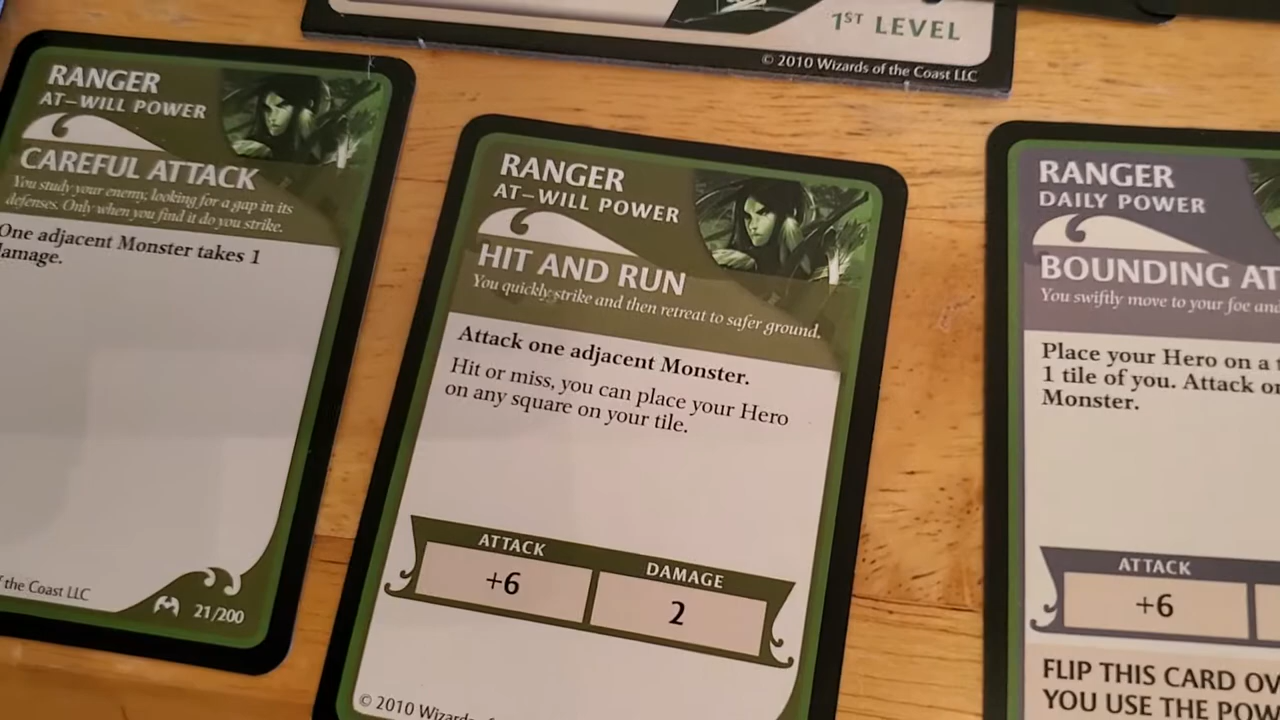 1ST LEVEL
© 2010 Wizards of the Coast LLC
RANGER
AT–WILL POWER
CAREFUL ATTACK
You study your enemy, looking for a gap in its
defenses. Only when you find it do you strike.
One adjacent Monster takes 1
damage.
the Coast LLC
21/200
RANGER
AT–WILL POWER
HIT AND RUN
You quickly strike and then retreat to safer ground.
Attack one adjacent Monster.
Hit or miss, you can place your Hero
on any square on your tile.
ATTACK
DAMAGE
+6
2
© 2010 Wizards
RANGER
DAILY POWER
BOUNDING AT
You swiftly move to your foe and
Place your Hero on a
1 tile of you. Attack
Monster.
ATTACK
+6
FLIP THIS CARD OV
YOU USE THE POW